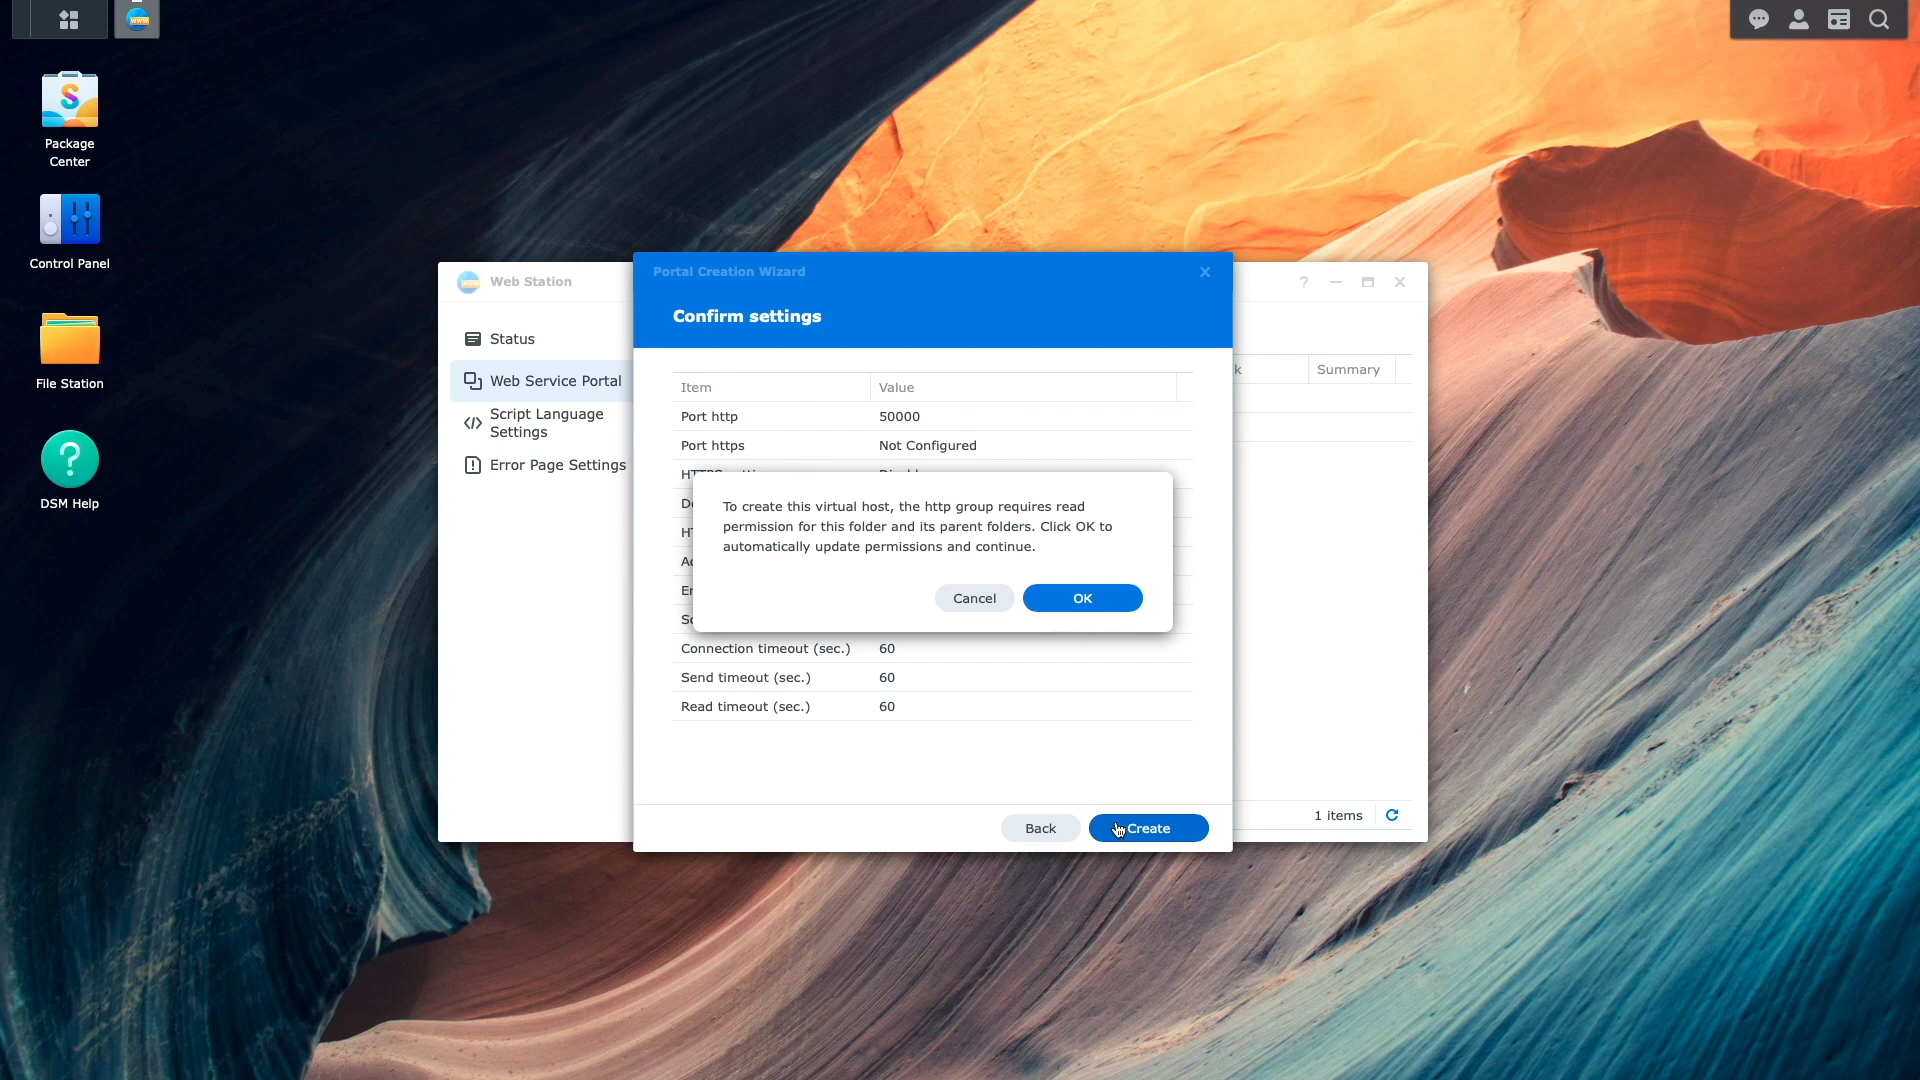 Package
Center
Control Panel
File Station
DSM Help
Web Station
Status
Web Service Portal
Script Language
Settings
Error Page Settings
Portal Creation Wizard
Confirm settings
Item Value
Port http 50000
Port https Not Configured
To create this virtual host, the http group requires read
permission for this folder and its parent folders. Click OK to
automatically update permissions and continue.
Cancel OK
Connection timeout (sec.) 60
Send timeout (sec.) 60
Read timeout (sec.) 60
Back Create
Summary
1 items